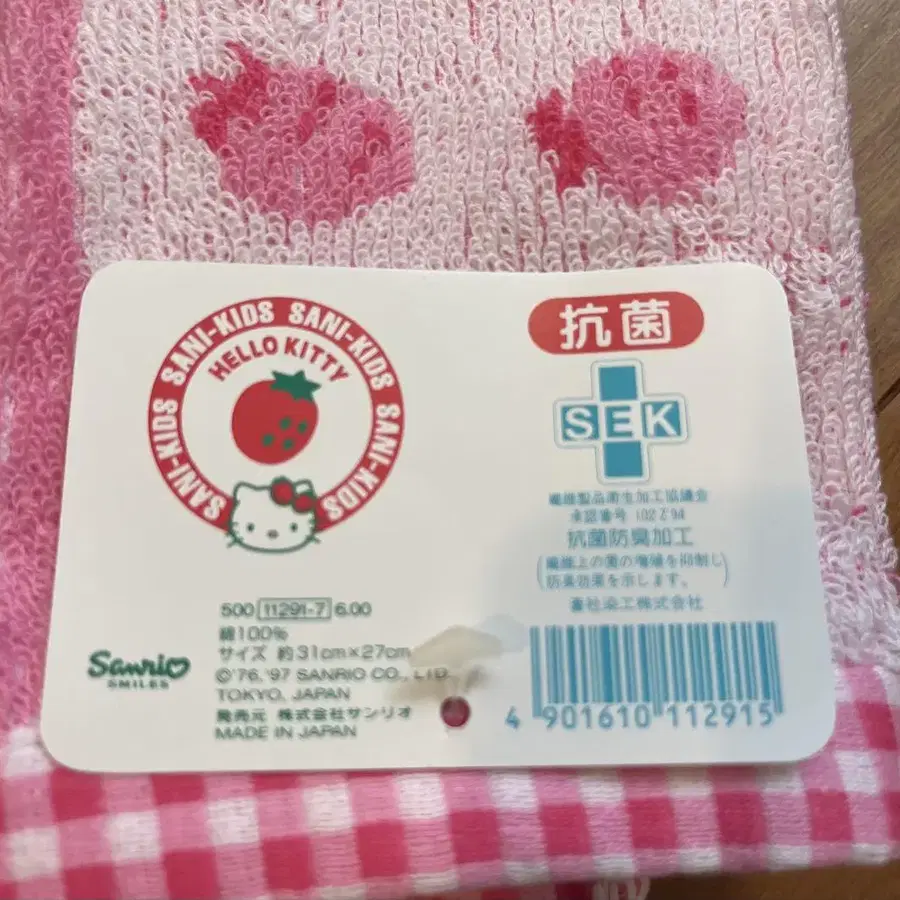 SANI-KIDS SANI-KIDS SANI-KIDS SANI-KIDS
HELLO KITTY
抗菌
SEK
繊維製品衛生加工協議会
承認番号 102Z94
抗菌防臭加工
(繊維上の菌の増殖を抑制し
防臭効果を示します。)
染工株式会社
500 11291-7 6.00
綿100%
サイズ 約31cm×27cm
©'76,'97 SANRIO CO., LTD.
TOKYO, JAPAN
発売元 株式会社サンリオ
MADE IN JAPAN
Sanrio
SMILES
4 901610 112915